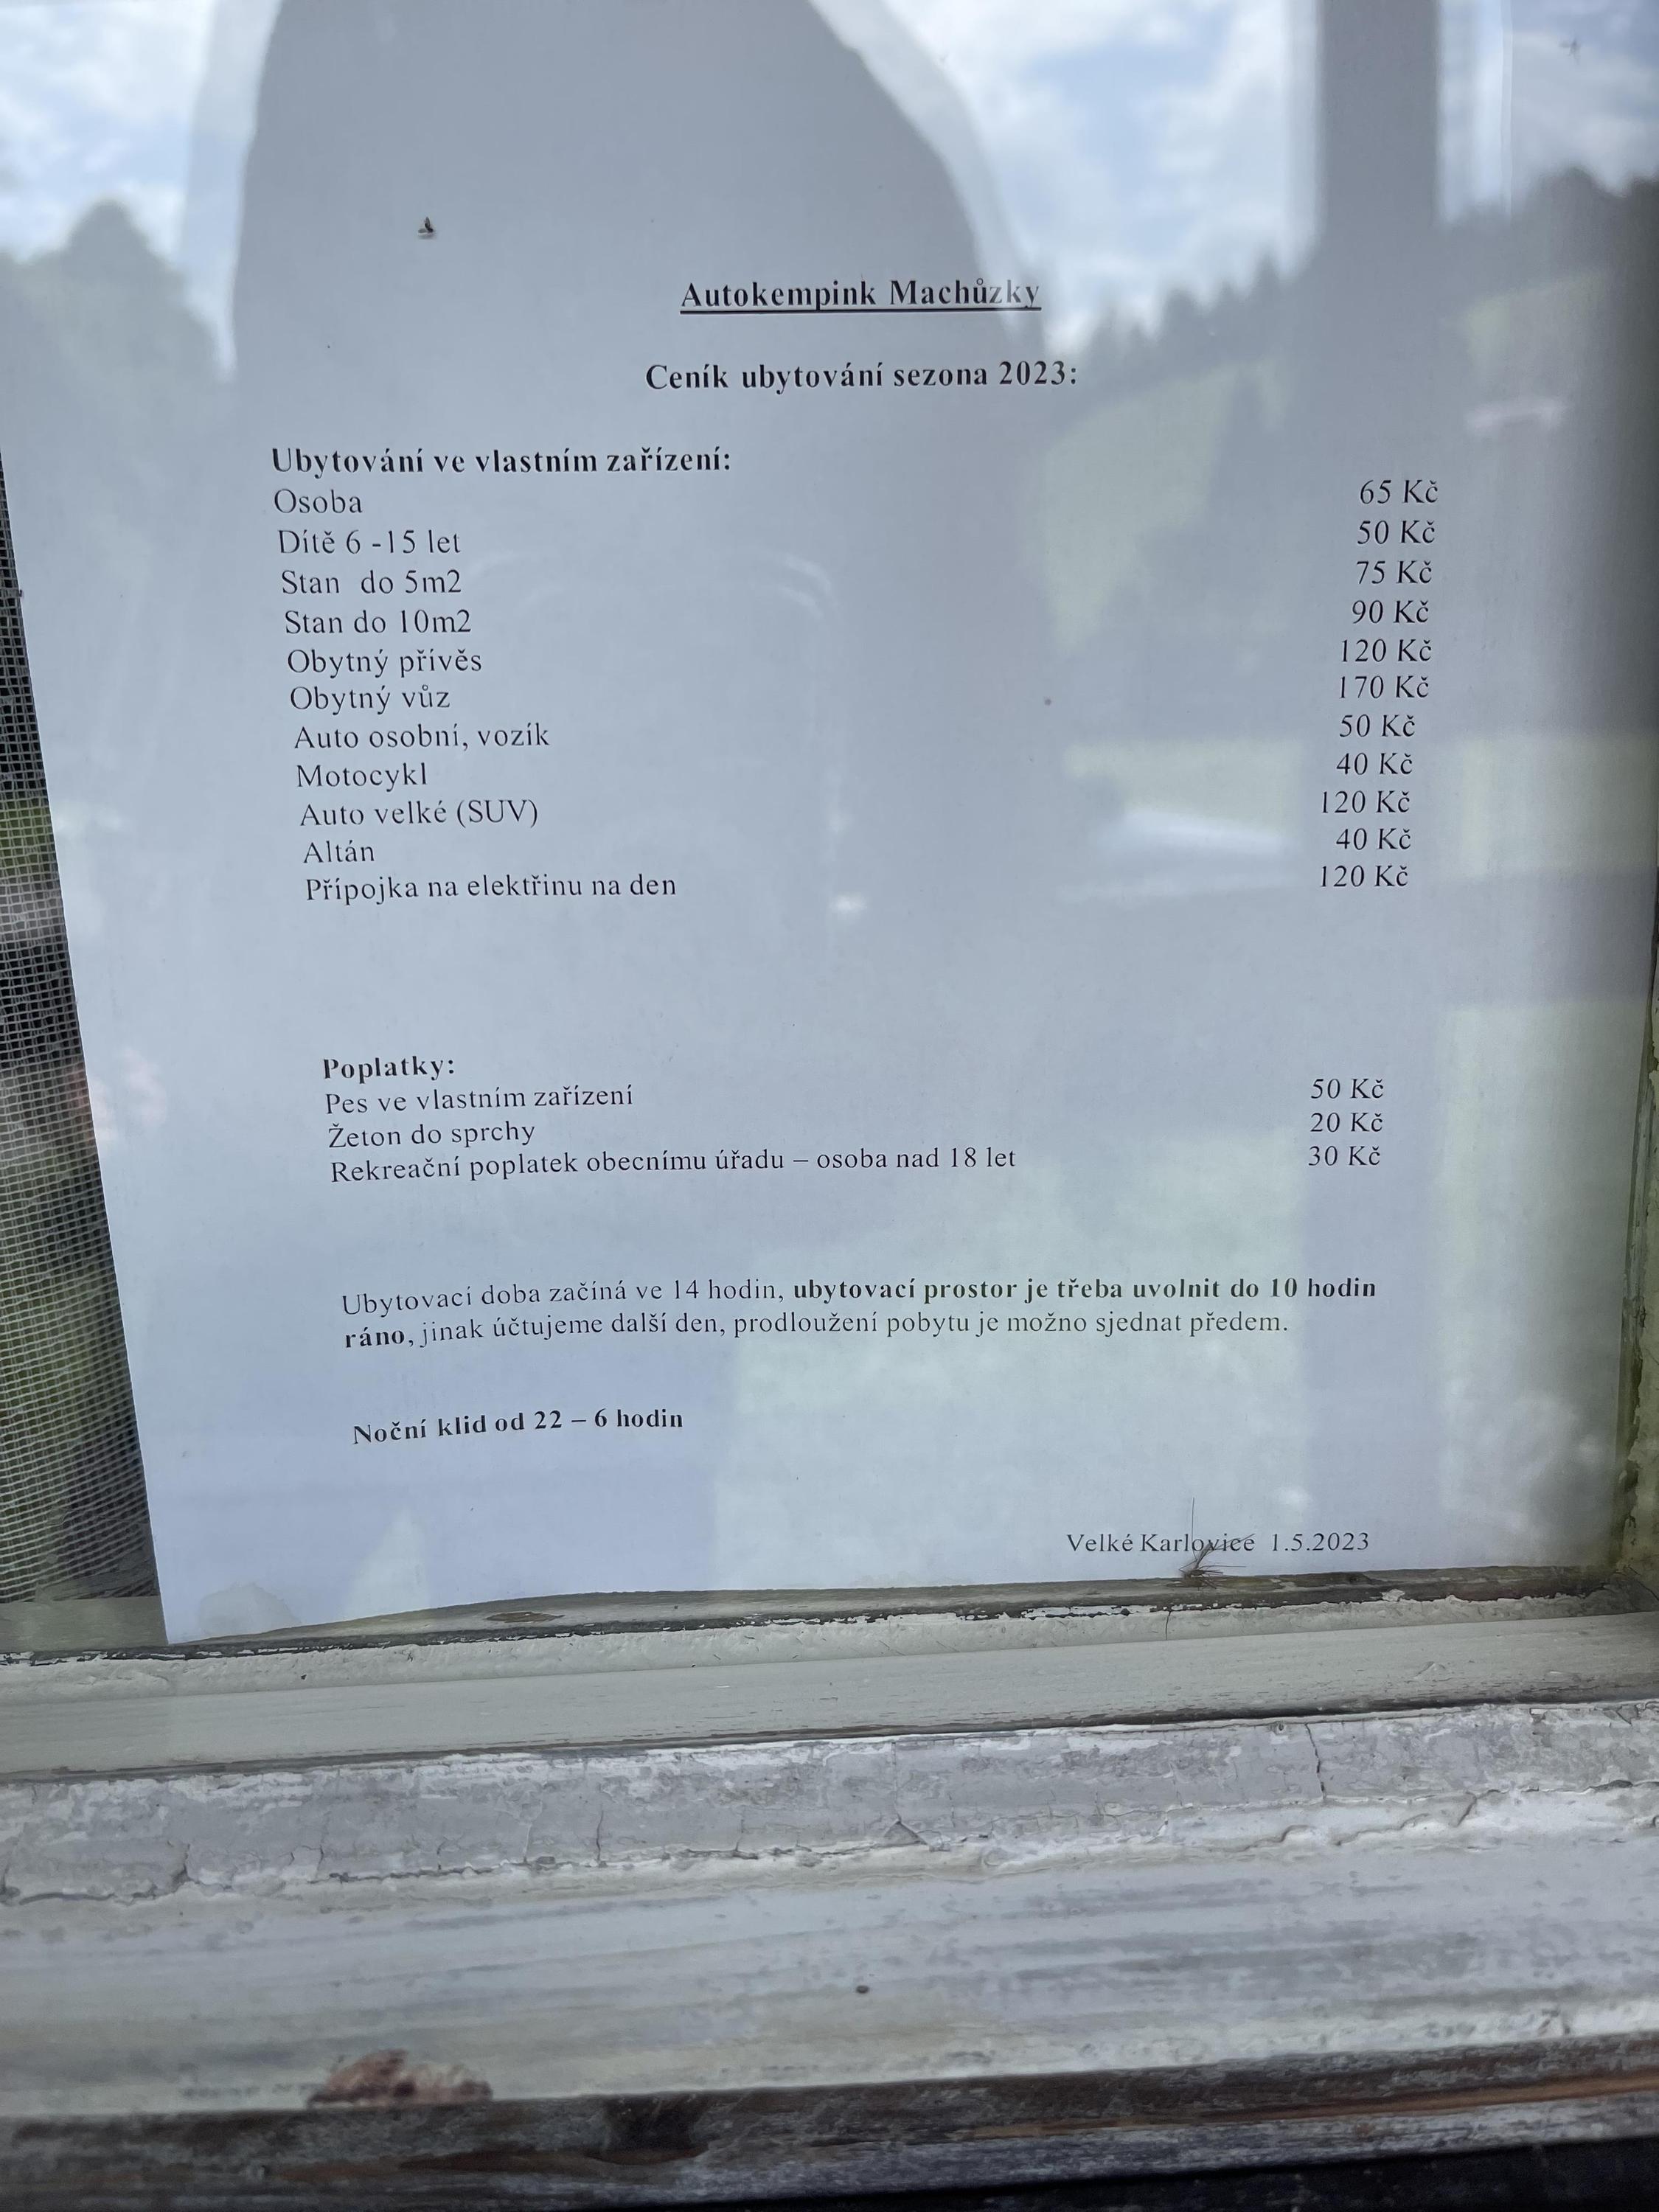 Autokempink Machůzky
Ceník ubytování sezona 2023:
Ubytování ve vlastním zařízení:
Osoba 65 Kč
Dítě 6 -15 let 50 Kč
Stan do 5m2 75 Kč
Stan do 10m2 90 Kč
Obytný přívěs 120 Kč
Obytný vůz 170 Kč
Auto osobní, vozík 50 Kč
Motocykl 40 Kč
Auto velké (SUV) 120 Kč
Altán 40 Kč
Přípojka na elektřinu na den 120 Kč
Poplatky:
Pes ve vlastním zařízení 50 Kč
Žeton do sprchy 20 Kč
Rekreační poplatek obecnímu úřadu – osoba nad 18 let 30 Kč
Ubytovací doba začíná ve 14 hodin, ubytovací prostor je třeba uvolnit do 10 hodin
ráno, jinak účtujeme další den, prodloužení pobytu je možno sjednat předem.
Noční klid od 22 – 6 hodin
Velké Karlovice 1.5.2023